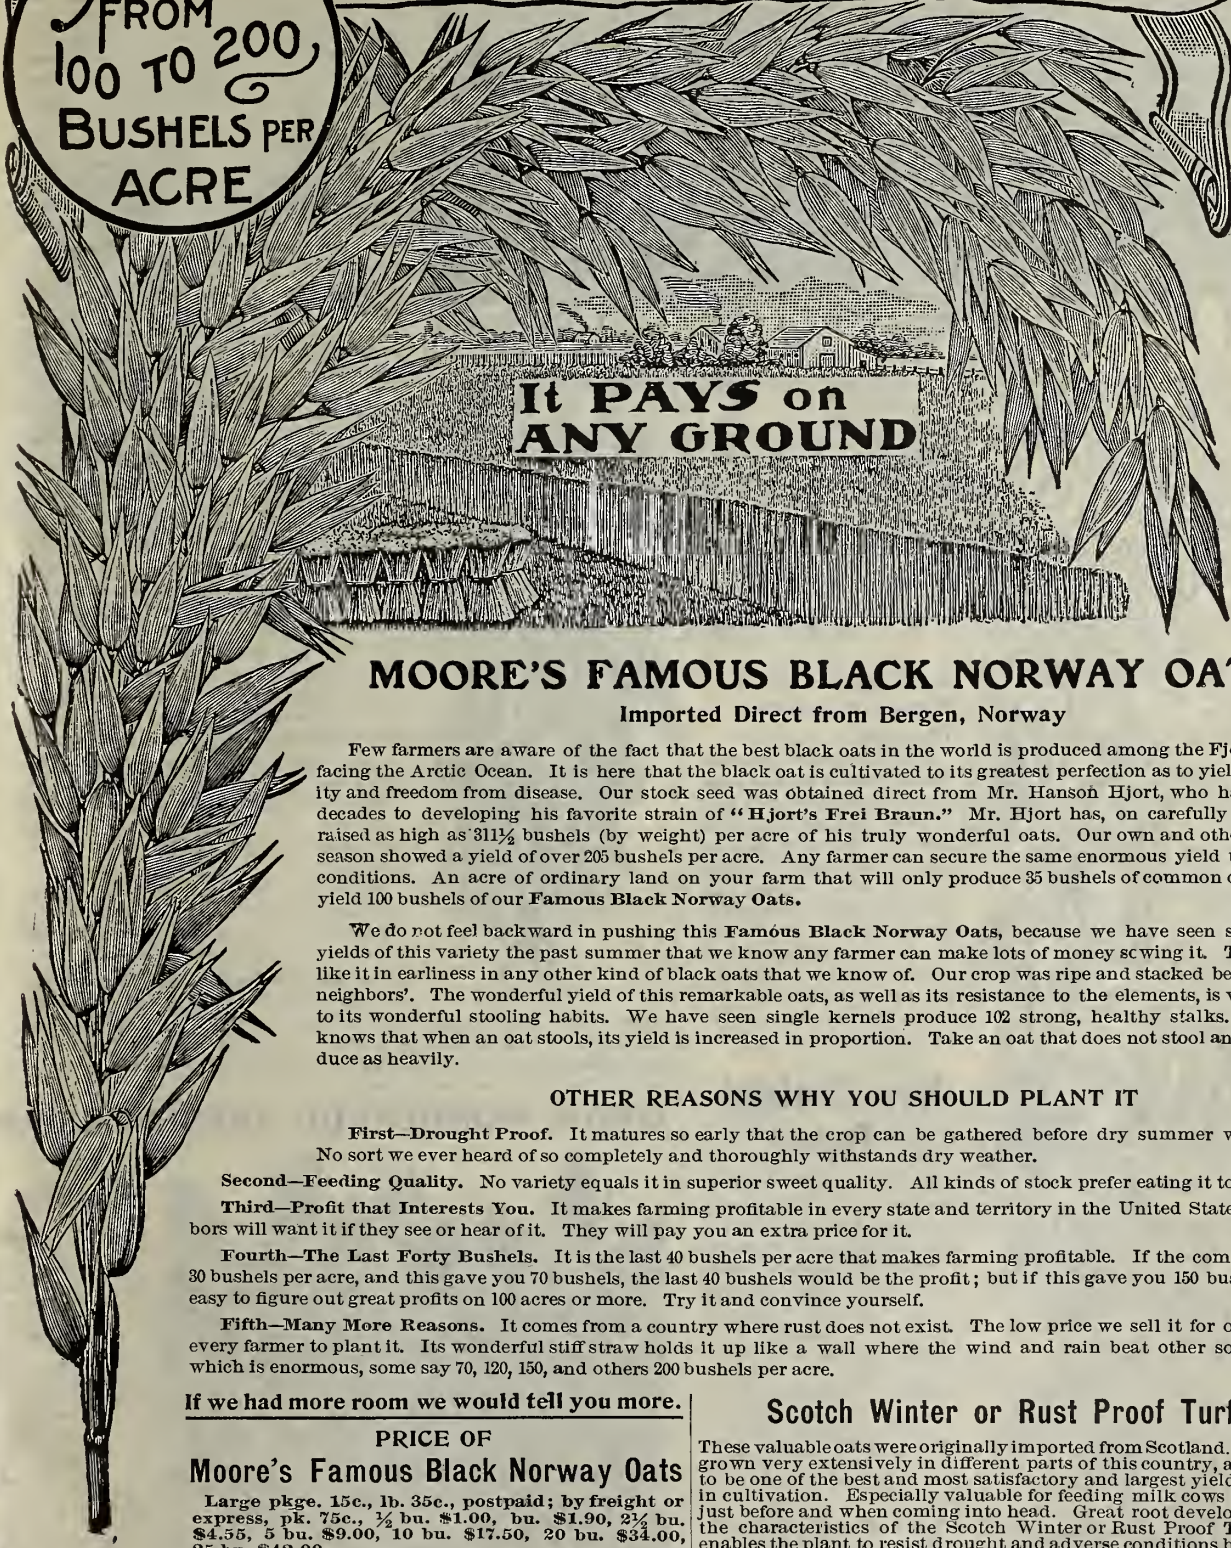 FROM
100 TO 200
BUSHELS PER
ACRE
It PAYS on
ANY GROUND
MOORE'S FAMOUS BLACK NORWAY
Imported Direct from Bergen, Norway
Few farmers are aware of the fact that the best black oats in the world is produced among the
facing the Arctic Ocean. It is here that the black oat is cultivated to its greatest perfection as to
ity and freedom from disease. Our stock seed was obtained direct from Mr. Hanson Hjort, who
decades to developing his favorite strain of "Hjort's Frei Braun." Mr. Hjort has, on carefully
raised as high as 311½ bushels (by weight) per acre of his truly wonderful oats. Our own and
season showed a yield of over 205 bushels per acre. Any farmer can secure the same enormous yield
conditions. An acre of ordinary land on your farm that will only produce 35 bushels of common
yield 100 bushels of our Famous Black Norway Oats.
We do not feel backward in pushing this Famous Black Norway Oats, because we have seen
yields of this variety the past summer that we know any farmer can make lots of money sowing it.
like it in earliness in any other kind of black oats that we know of. Our crop was ripe and stacked
neighbors'. The wonderful yield of this remarkable oats, as well as its resistance to the elements, is
to its wonderful stooling habits. We have seen single kernels produce 102 strong, healthy stalks.
knows that when an oat stools, its yield is increased in proportion. Take an oat that does not stool
duce as heavily.
OTHER REASONS WHY YOU SHOULD PLANT IT
First—Drought Proof. It matures so early that the crop can be gathered before dry summer
No sort we ever heard of so completely and thoroughly withstands dry weather.
Second—Feeding Quality. No variety equals it in superior sweet quality. All kinds of stock prefer eating it
Third—Profit that Interests You. It makes farming profitable in every state and territory in the United
bors will want it if they see or hear of it. They will pay you an extra price for it.
Fourth—The Last Forty Bushels. It is the last 40 bushels per acre that makes farming profitable. If the
30 bushels per acre, and this gave you 70 bushels, the last 40 bushels would be the profit; but if this gave you 150
easy to figure out great profits on 100 acres or more. Try it and convince yourself.
Fifth—Many More Reasons. It comes from a country where rust does not exist. The low price we sell it for
every farmer to plant it. Its wonderful stiff straw holds it up like a wall where the wind and rain beat other
which is enormous, some say 70, 120, 150, and others 200 bushels per acre.
If we had more room we would tell you more.
PRICE OF
Moore's Famous Black Norway Oats
Large pkge. 15c., lb. 35c., postpaid; by freight or
express, pk. 75c., ½ bu. $1.00, bu. $1.90, 2½ bu.
$4.55, 5 bu. $9.00, 10 bu. $17.50, 20 bu. $34.00,
Scotch Winter or Rust Proof
These valuable oats were originally imported from Scotland.
grown very extensively in different parts of this country,
to be one of the best and most satisfactory and largest
in cultivation. Especially valuable for feeding milk cows
just before and when coming into head. Great root
the characteristics of the Scotch Winter or Rust Proof
enables the plant to resist drought and adverse conditions